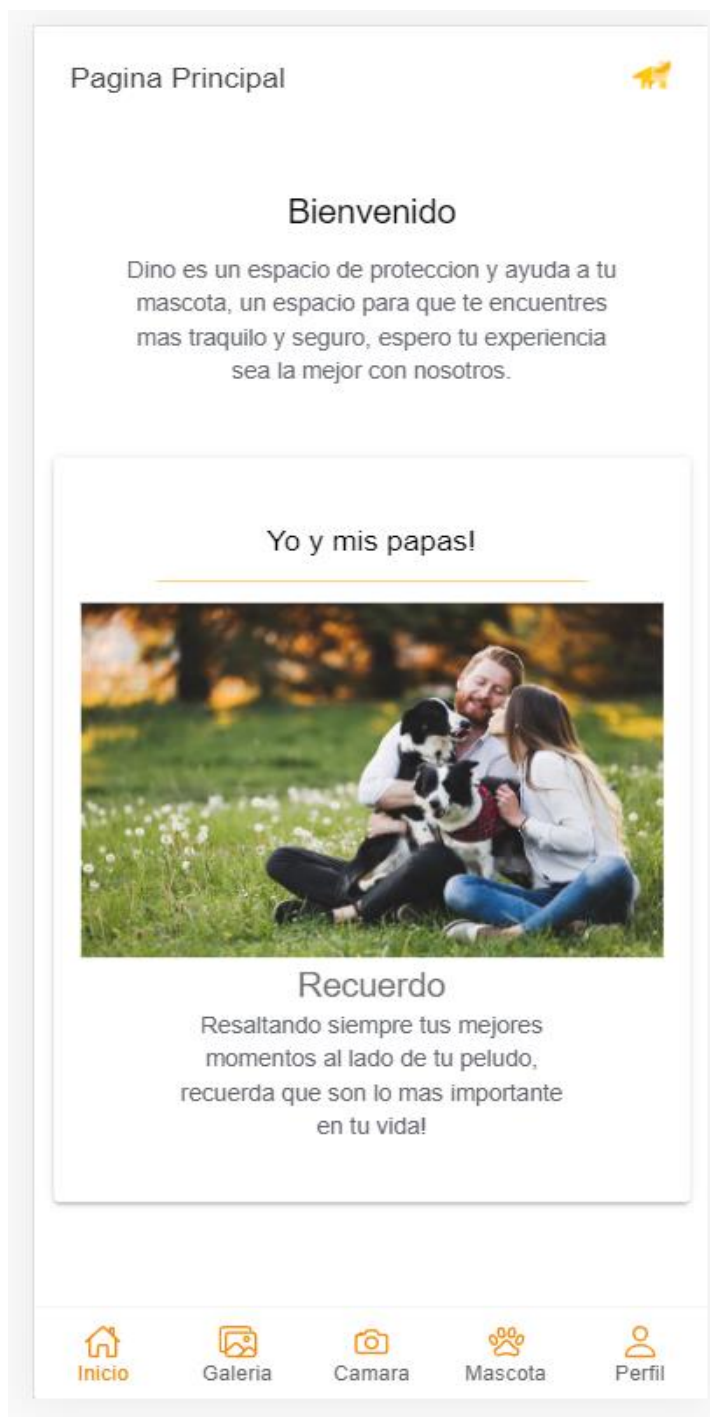 Pagina Principal
Bienvenido
Dino es un espacio de proteccion y ayuda a tu
mascota, un espacio para que te encuentres
mas traquilo y seguro, espero tu experiencia
sea la mejor con nosotros.
Yo y mis papas!
Recuerdo
Resaltando siempre tus mejores
momentos al lado de tu peludo,
recuerda que son lo mas importante
en tu vida!
Inicio Galeria Camara Mascota Perfil